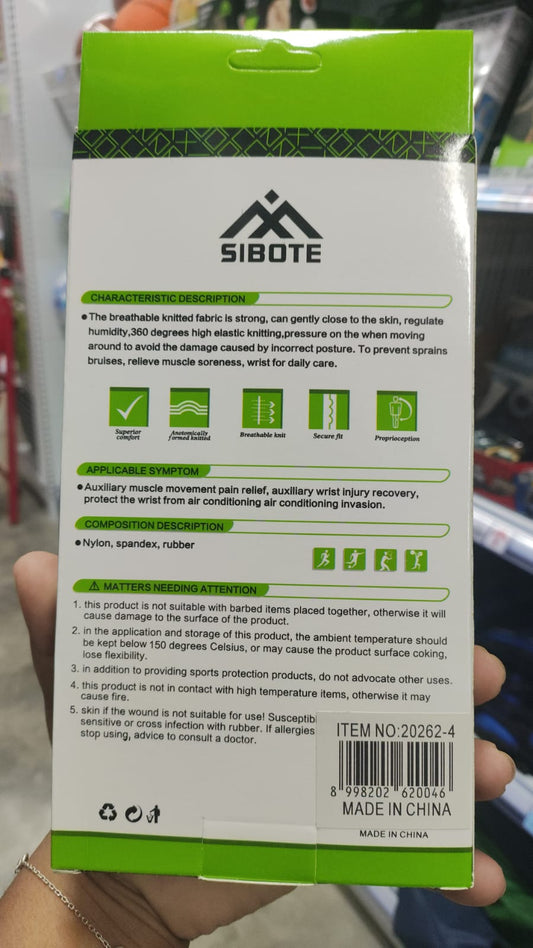 SIBOTE
CHARACTERISTIC DESCRIPTION
● The breathable knitted fabric is strong, can gently close to the skin, regulate
humidity,360 degrees high elastic knitting,pressure on the when moving
around to avoid the damage caused by incorrect posture. To prevent sprains
bruises, relieve muscle soreness, wrist for daily care.
Superior
comfort
Anatomically
formed knitted
Breathable knit
Secure fit
Proprioception
APPLICABLE SYMPTOM
● Auxiliary muscle movement pain relief, auxiliary wrist injury recovery,
protect the wrist from air conditioning air conditioning invasion.
COMPOSITION DESCRIPTION
● Nylon, spandex, rubber
⚠ MATTERS NEEDING ATTENTION
1. this product is not suitable with barbed items placed together, otherwise it will
cause damage to the surface of the product.
2. in the application and storage of this product, the ambient temperature should
be kept below 150 degrees Celsius, or may cause the product surface coking,
lose flexibility.
3. in addition to providing sports protection products, do not advocate other uses.
4. this product is not in contact with high temperature items, otherwise it may
cause fire.
5. skin if the wound is not suitable for use! Susceptibi
sensitive or cross infection with rubber. If allergies
stop using, advice to consult a doctor.
ITEM NO:20262-4
8 998202 620046
MADE IN CHINA
MADE IN CHINA